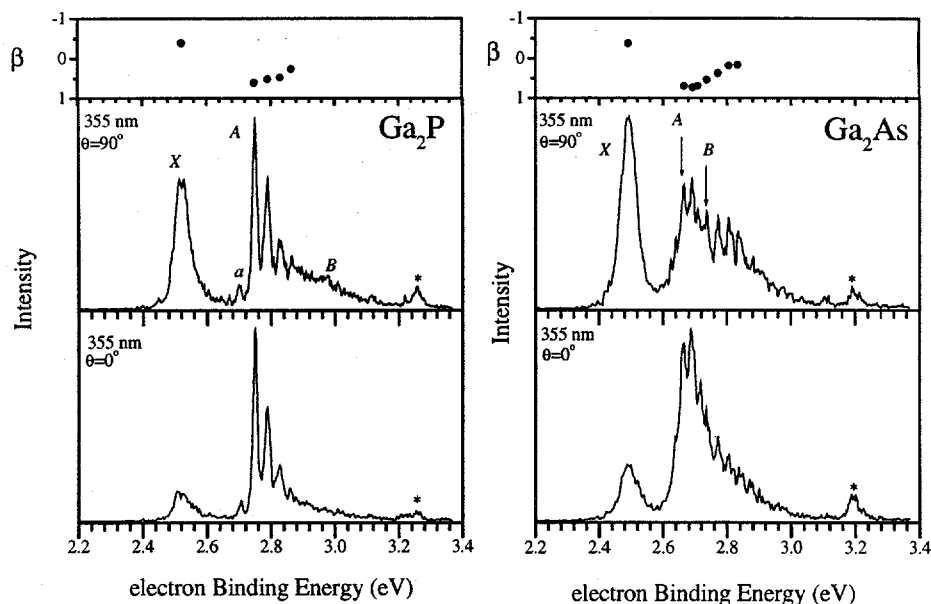 -1
β 0
1
355 nm
θ=90°
Ga₂P
X
A
a
B
*
Intensity
355 nm
θ=0°
*
2.2 2.4 2.6 2.8 3.0 3.2 3.4
electron Binding Energy (eV)
-1
β 0
1
355 nm
θ=90°
Ga₂As
X
A
B
*
Intensity
355 nm
θ=0°
*
2.2 2.4 2.6 2.8 3.0 3.2 3.4
electron Binding Energy (eV)